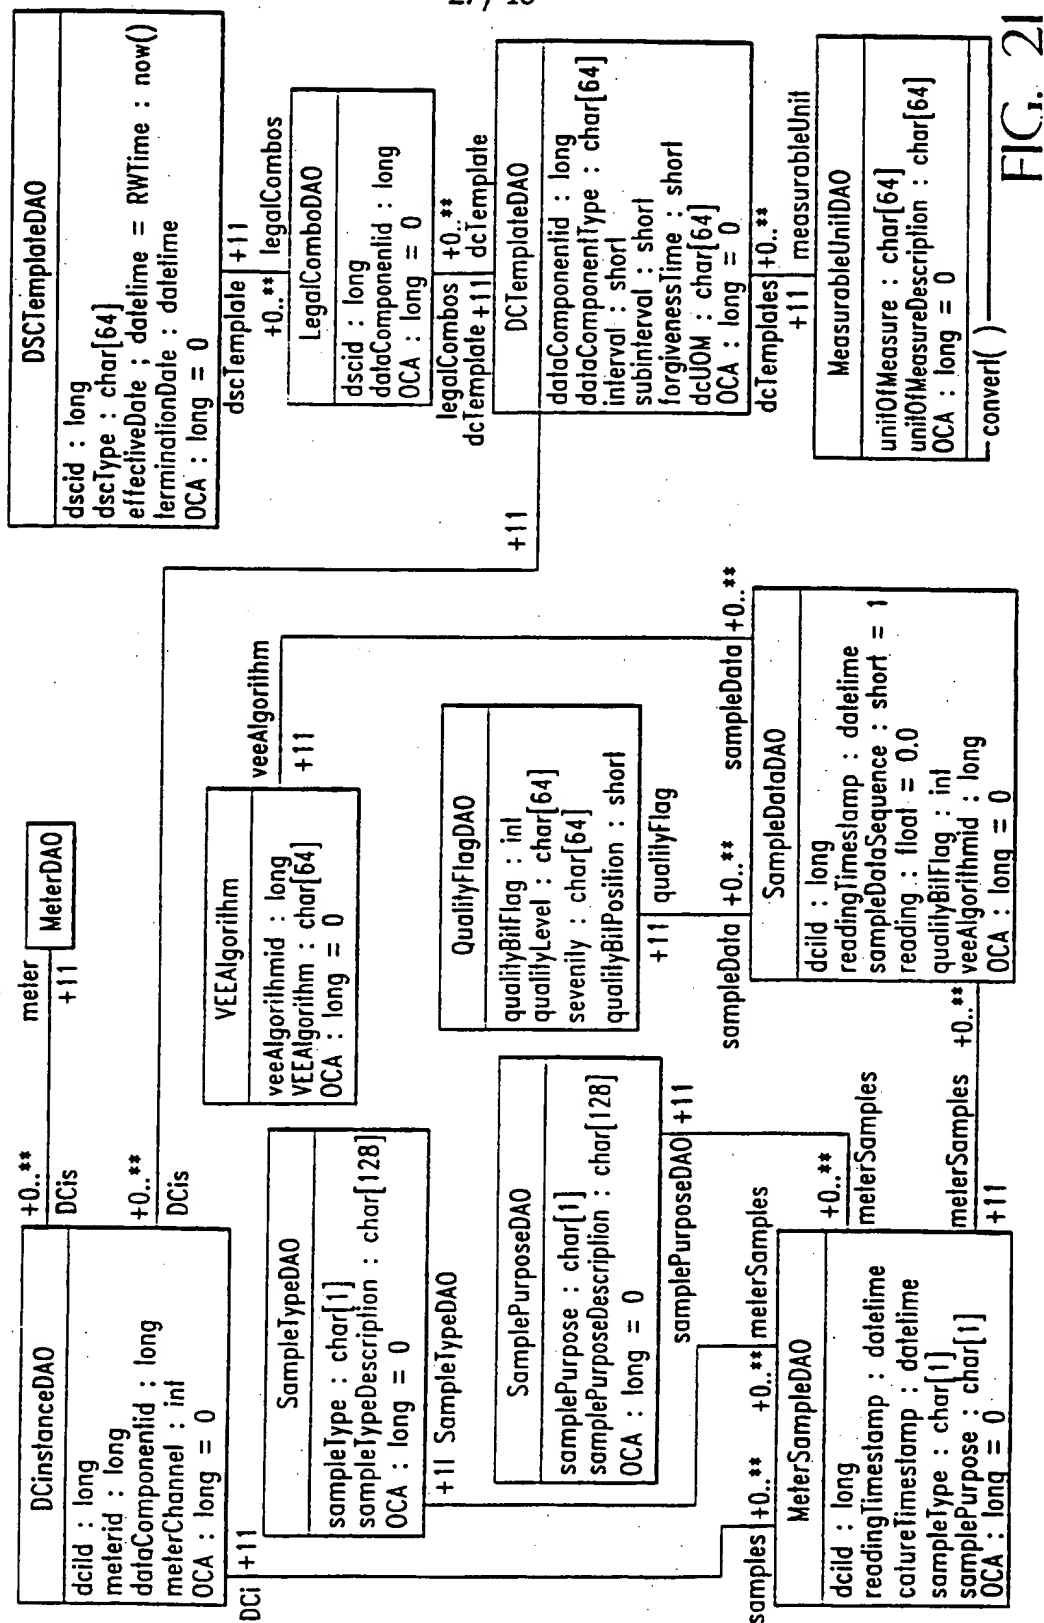 DCinstanceDAO
dciId : long
meterid : long
dataComponentid : long
meterChannel : int
OCA : long = 0
+0..** meter
DCis +11
MeterDAO
+0..**
DCis
+11
DCi +11
SampleTypeDAO
sampleType : char[1]
sampleTypeDescription : char[128]
OCA : long = 0
+11 SampleTypeDAO
VEEAlgorithm
veeAlgorithmid : long
VEEAlgorithm : char[64]
OCA : long = 0
veeAlgorithm
+11
DSCTemplateDAO
dscid : long
dscType : char[64]
effectiveDate ; datetime = RWTime : now()
terminationDate : datetime
OCA : long = 0
dscTemplate +11
+0..** legalCombos
LegalComboDAO
dscid : long
dataComponentid : long
OCA : long = 0
legalCombos +0..**
dcTemplate +11 dcTemplate
DCTemplateDAO
dataComponentid : long
dataComponentType : char[64]
interval : short
subinterval : short
forgivenessTime : short
dcUOM : char[64]
OCA : long = 0
dcTemplates +0..**
+11 measurableUnit
MeasurableUnitDAO
unitOfMeasure : char[64]
unitOfMeasureDescription : char[64]
OCA : long = 0
convert( )
SamplePurposeDAO
samplePurpose : char[1]
samplePurposeDescription : char[128]
OCA : long = 0
samplePurposeDAO +11
QualityFlagDAO
qualityBitFlag : int
qualityLevel : char[64]
sevenity : char[64]
qualityBitPosition : short
+11 qualityFlag
sampleData +0..**
sampleData +0..**
SampleDataDAO
dciId : long
readingTimestamp : datetime
sampleDataSequence : short = 1
reading : float = 0.0
qualityBitFlag : int
veeAlgorithmid : long
OCA : long = 0
samples +0..** +0..** meterSamples
+0..**
meterSamples
MeterSampleDAO
dciId : long
readingTimestamp : datetime
catureTimestamp : datetime
sampleType : char[1]
samplePurpose : char[1]
OCA : long = 0
meterSamples +0..**
+11
FIG. 21